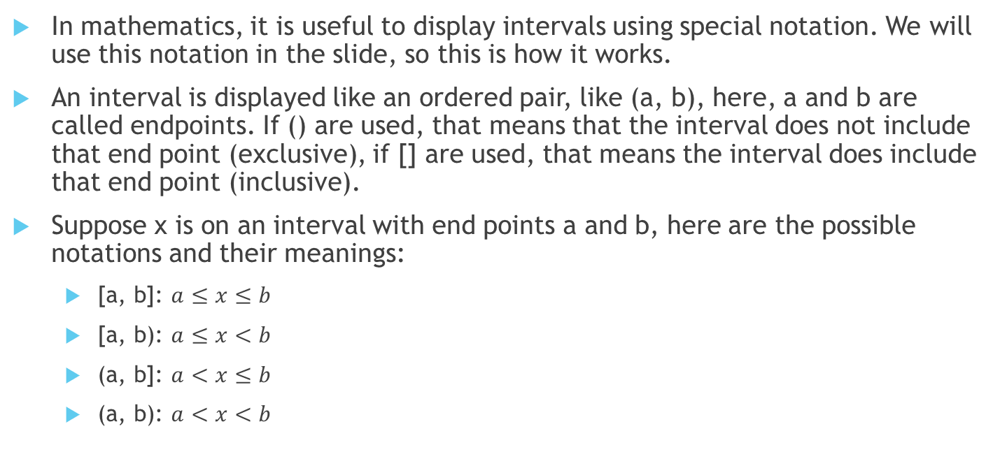 In mathematics, it is useful to display intervals using special notation. We will
use this notation in the slide, so this is how it works.
An interval is displayed like an ordered pair, like (a, b), here, a and b are
called endpoints. If () are used, that means that the interval does not include
that end point (exclusive), if [] are used, that means the interval does include
that end point (inclusive).
Suppose x is on an interval with end points a and b, here are the possible
notations and their meanings:
[a, b]: a ≤ x ≤ b
[a, b): a ≤ x < b
(a, b]: a < x ≤ b
(a, b): a < x < b